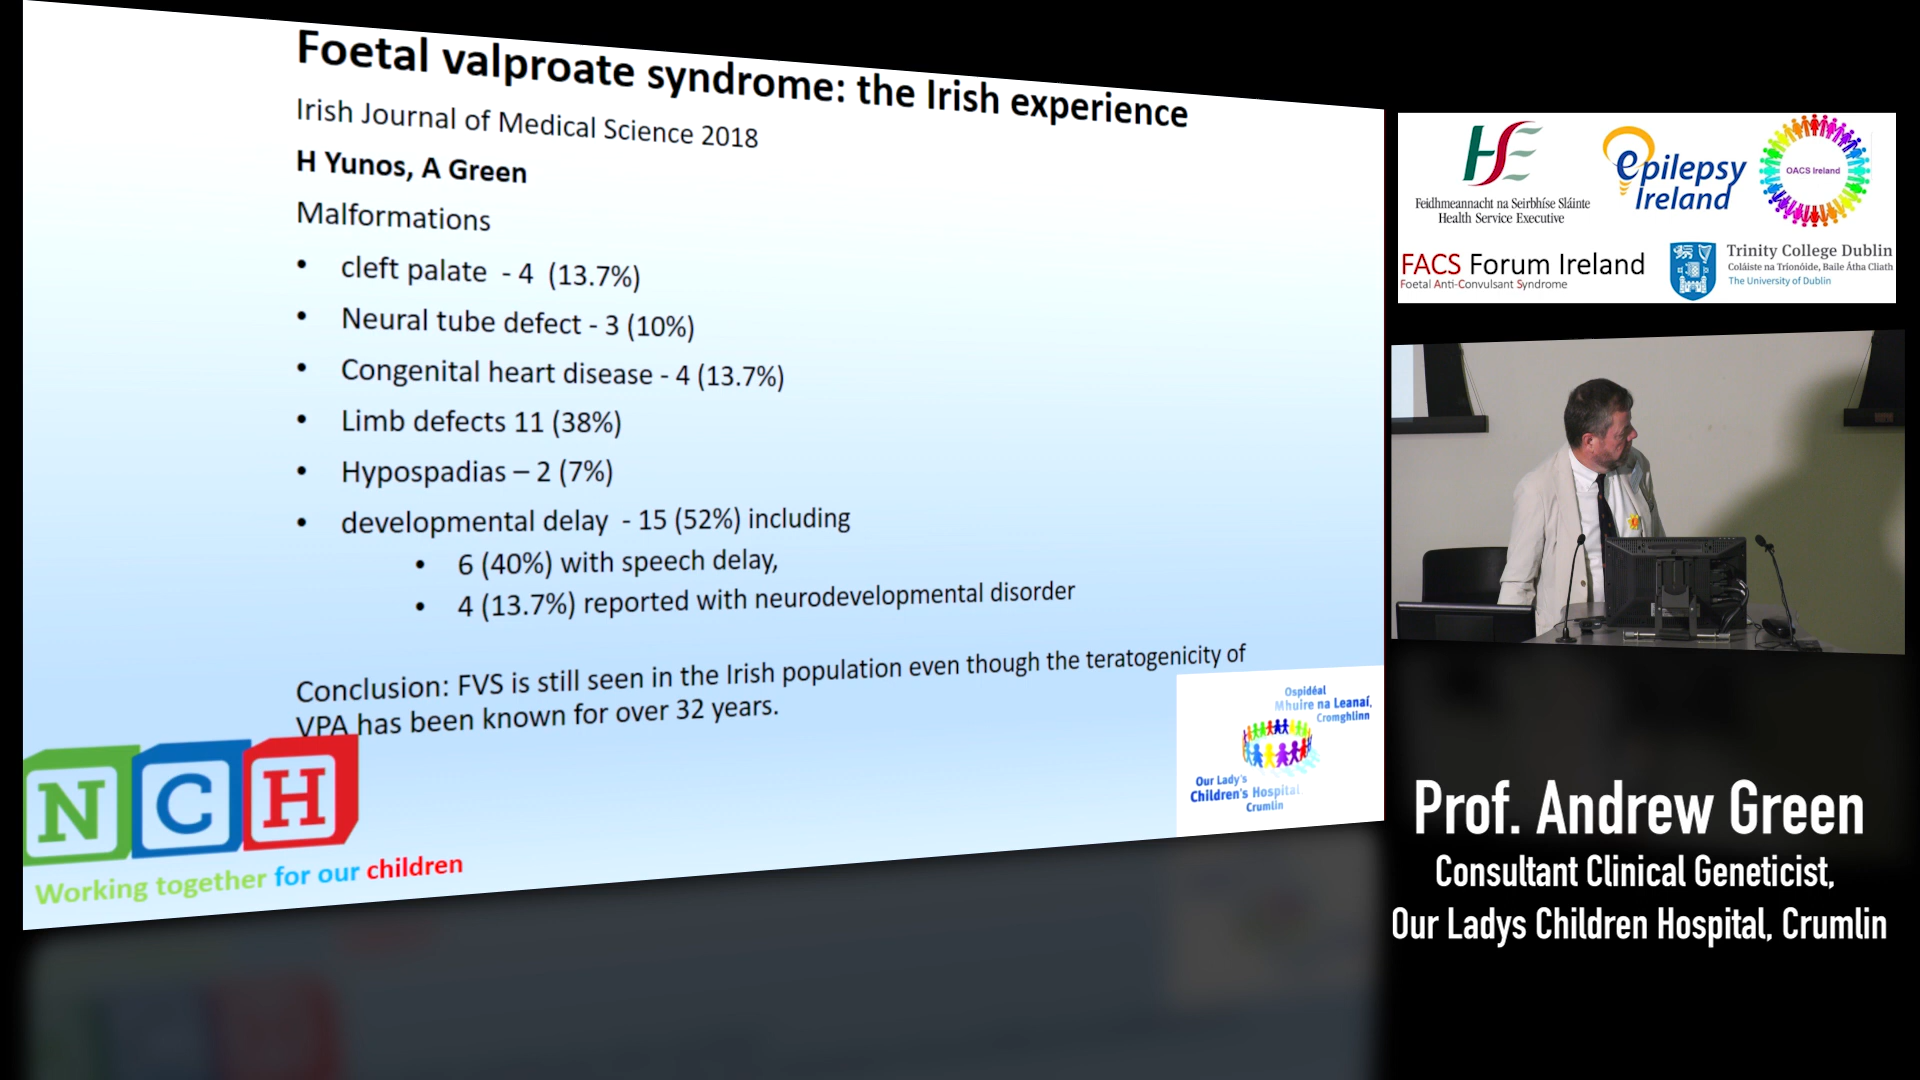 Foetal valproate syndrome: the Irish experience
Irish Journal of Medical Science 2018
H Yunos, A Green
Malformations
• cleft palate - 4 (13.7%)
• Neural tube defect - 3 (10%)
• Congenital heart disease - 4 (13.7%)
• Limb defects 11 (38%)
• Hypospadias – 2 (7%)
• developmental delay - 15 (52%) including
• 6 (40%) with speech delay,
• 4 (13.7%) reported with neurodevelopmental disorder
Conclusion: FVS is still seen in the Irish population even though the teratogenicity of
VPA has been known for over 32 years.
NCH
Working together for our children
Ospidéal
Mhuire na Leanaí,
Cromghlinn
Our Lady's
Children's Hospital
Crumlin
HSE
Feidhmeannacht na Seirbhíse Sláinte
Health Service Executive
epilepsy
Ireland
OACS Ireland
FACS Forum Ireland
Foetal Anti-Convulsant Syndrome
Trinity College Dublin
Coláiste na Tríonóide, Baile Átha Cliath
The University of Dublin
Prof. Andrew Green
Consultant Clinical Geneticist,
Our Ladys Children Hospital, Crumlin